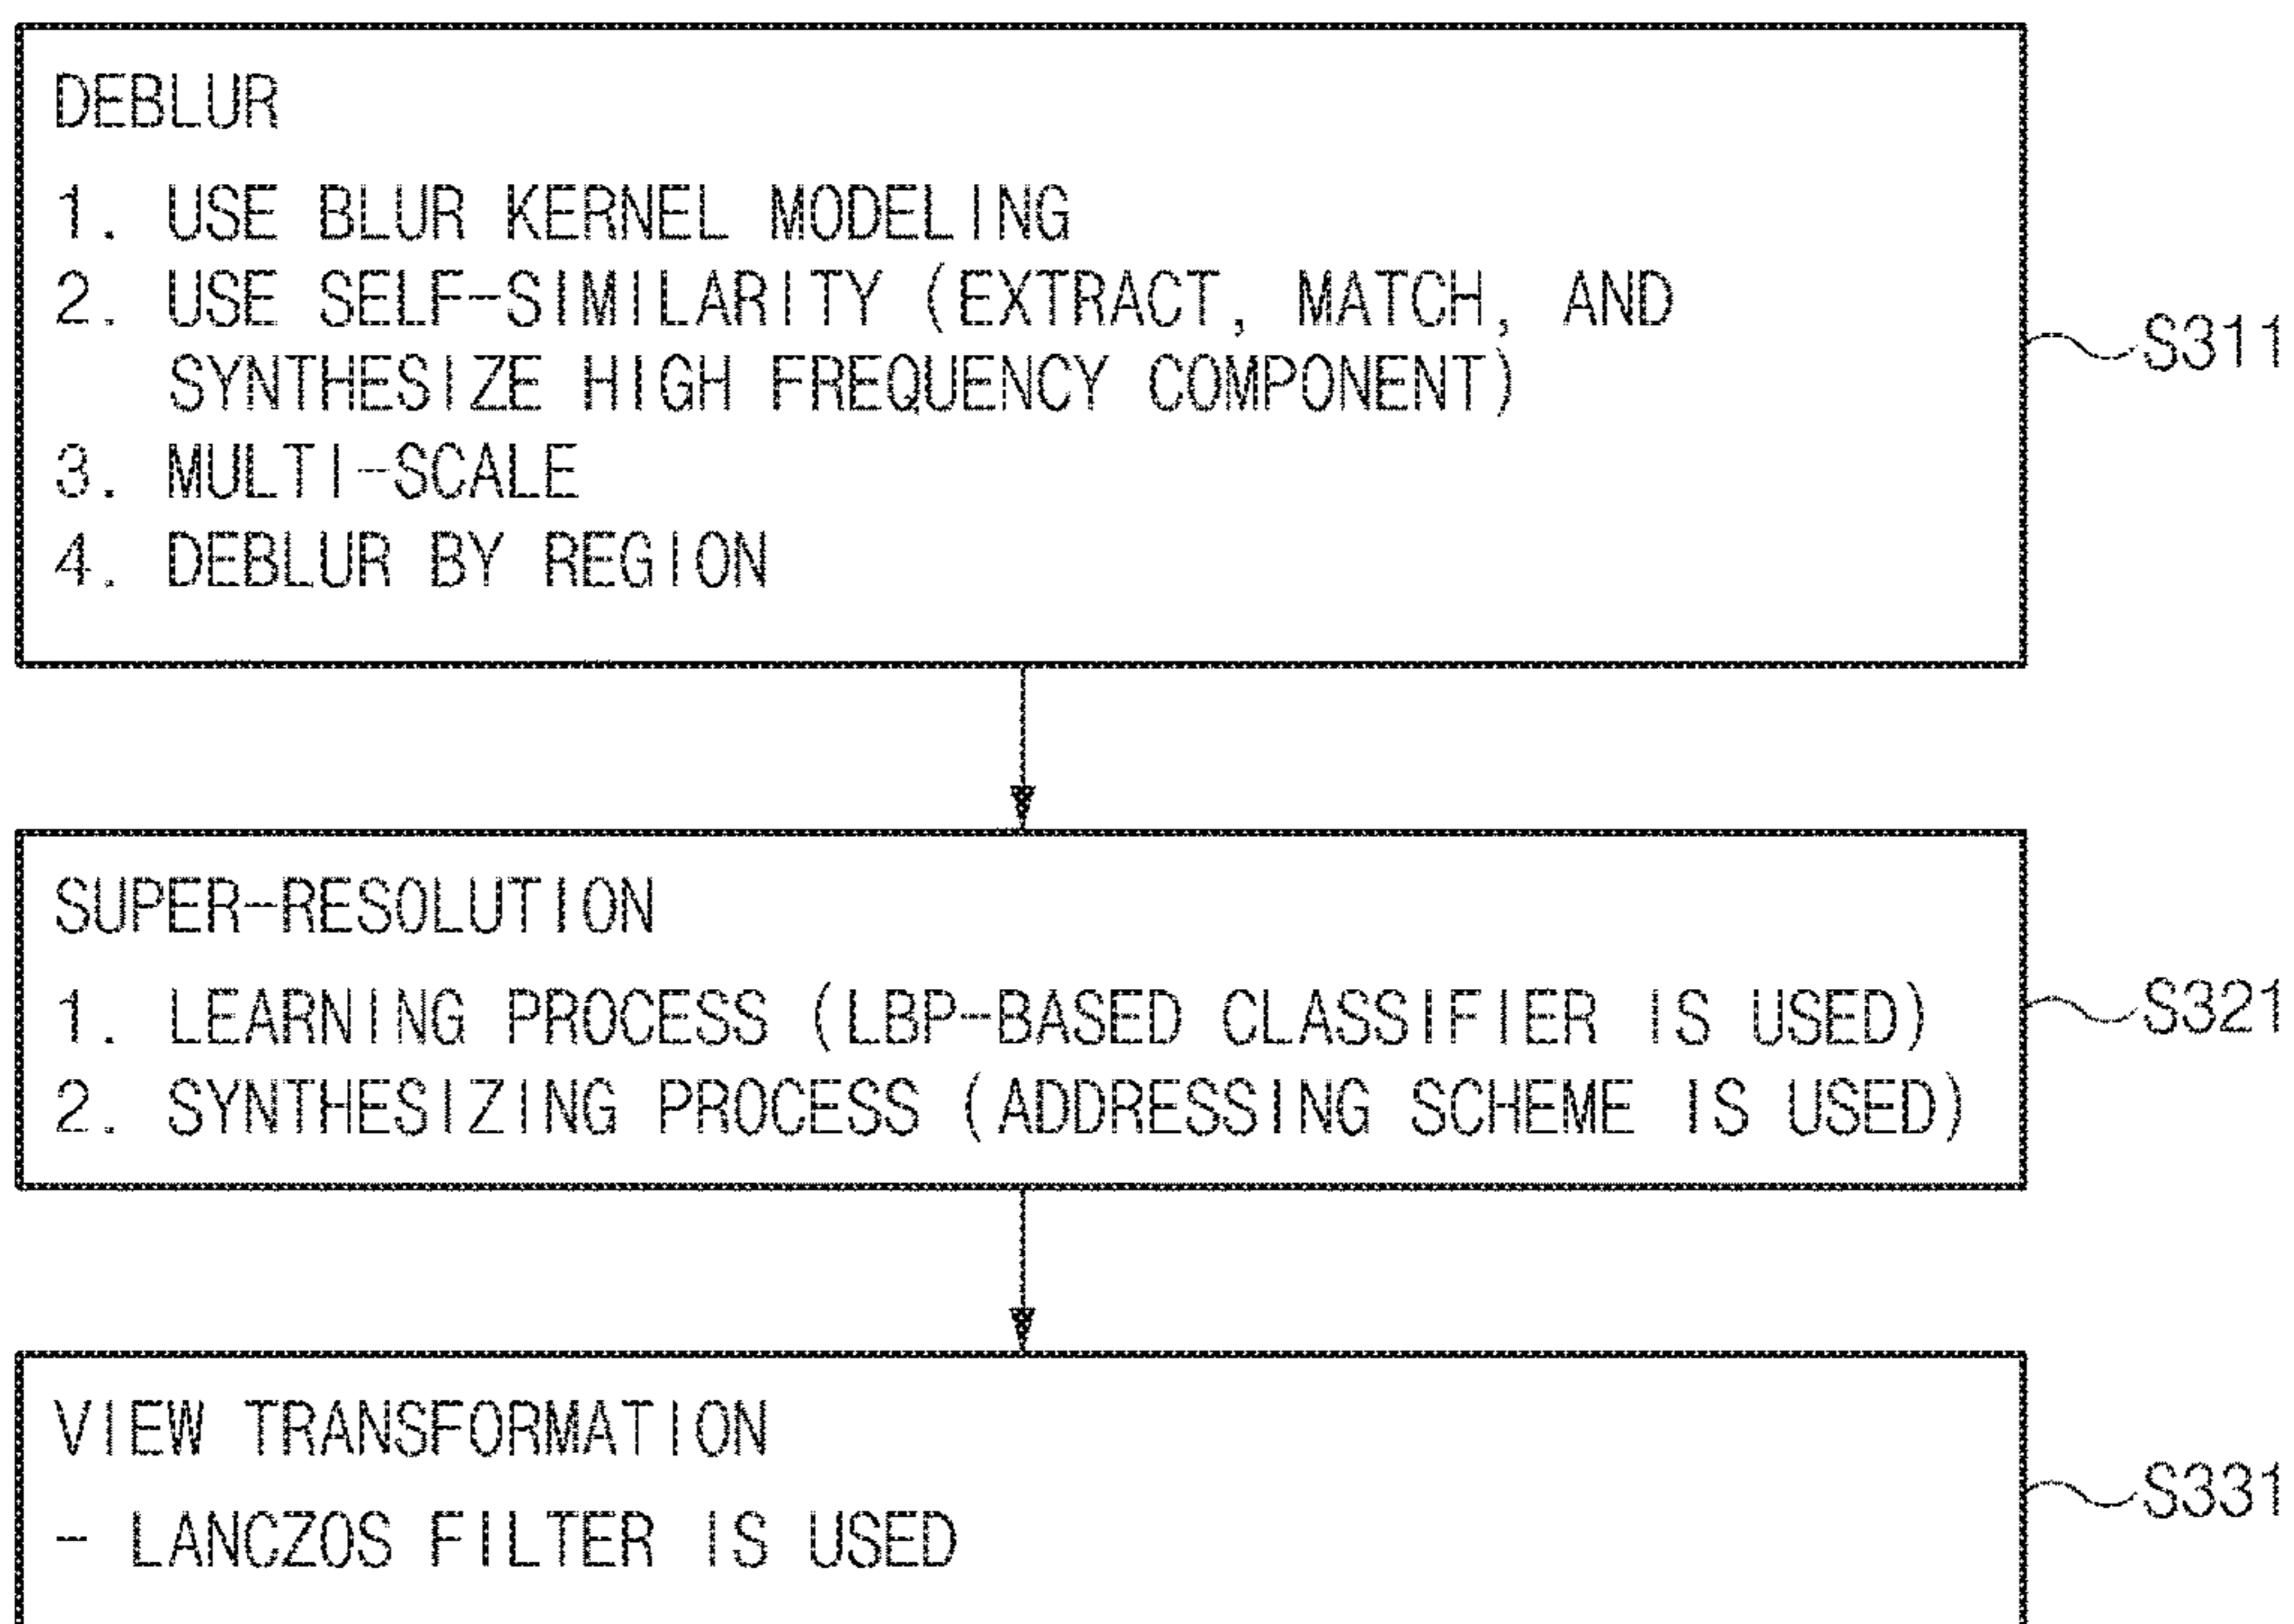 DEBLUR
1. USE BLUR KERNEL MODELING
2. USE SELF-SIMILARITY (EXTRACT, MATCH, AND
SYNTHESIZE HIGH FREQUENCY COMPONENT)
3. MULTI-SCALE
4. DEBLUR BY REGION
S311
SUPER-RESOLUTION
1. LEARNING PROCESS (LBP-BASED CLASSIFIER IS USED)
2. SYNTHESIZING PROCESS (ADDRESSING SCHEME IS USED)
S321
VIEW TRANSFORMATION
- LANCZOS FILTER IS USED
S331